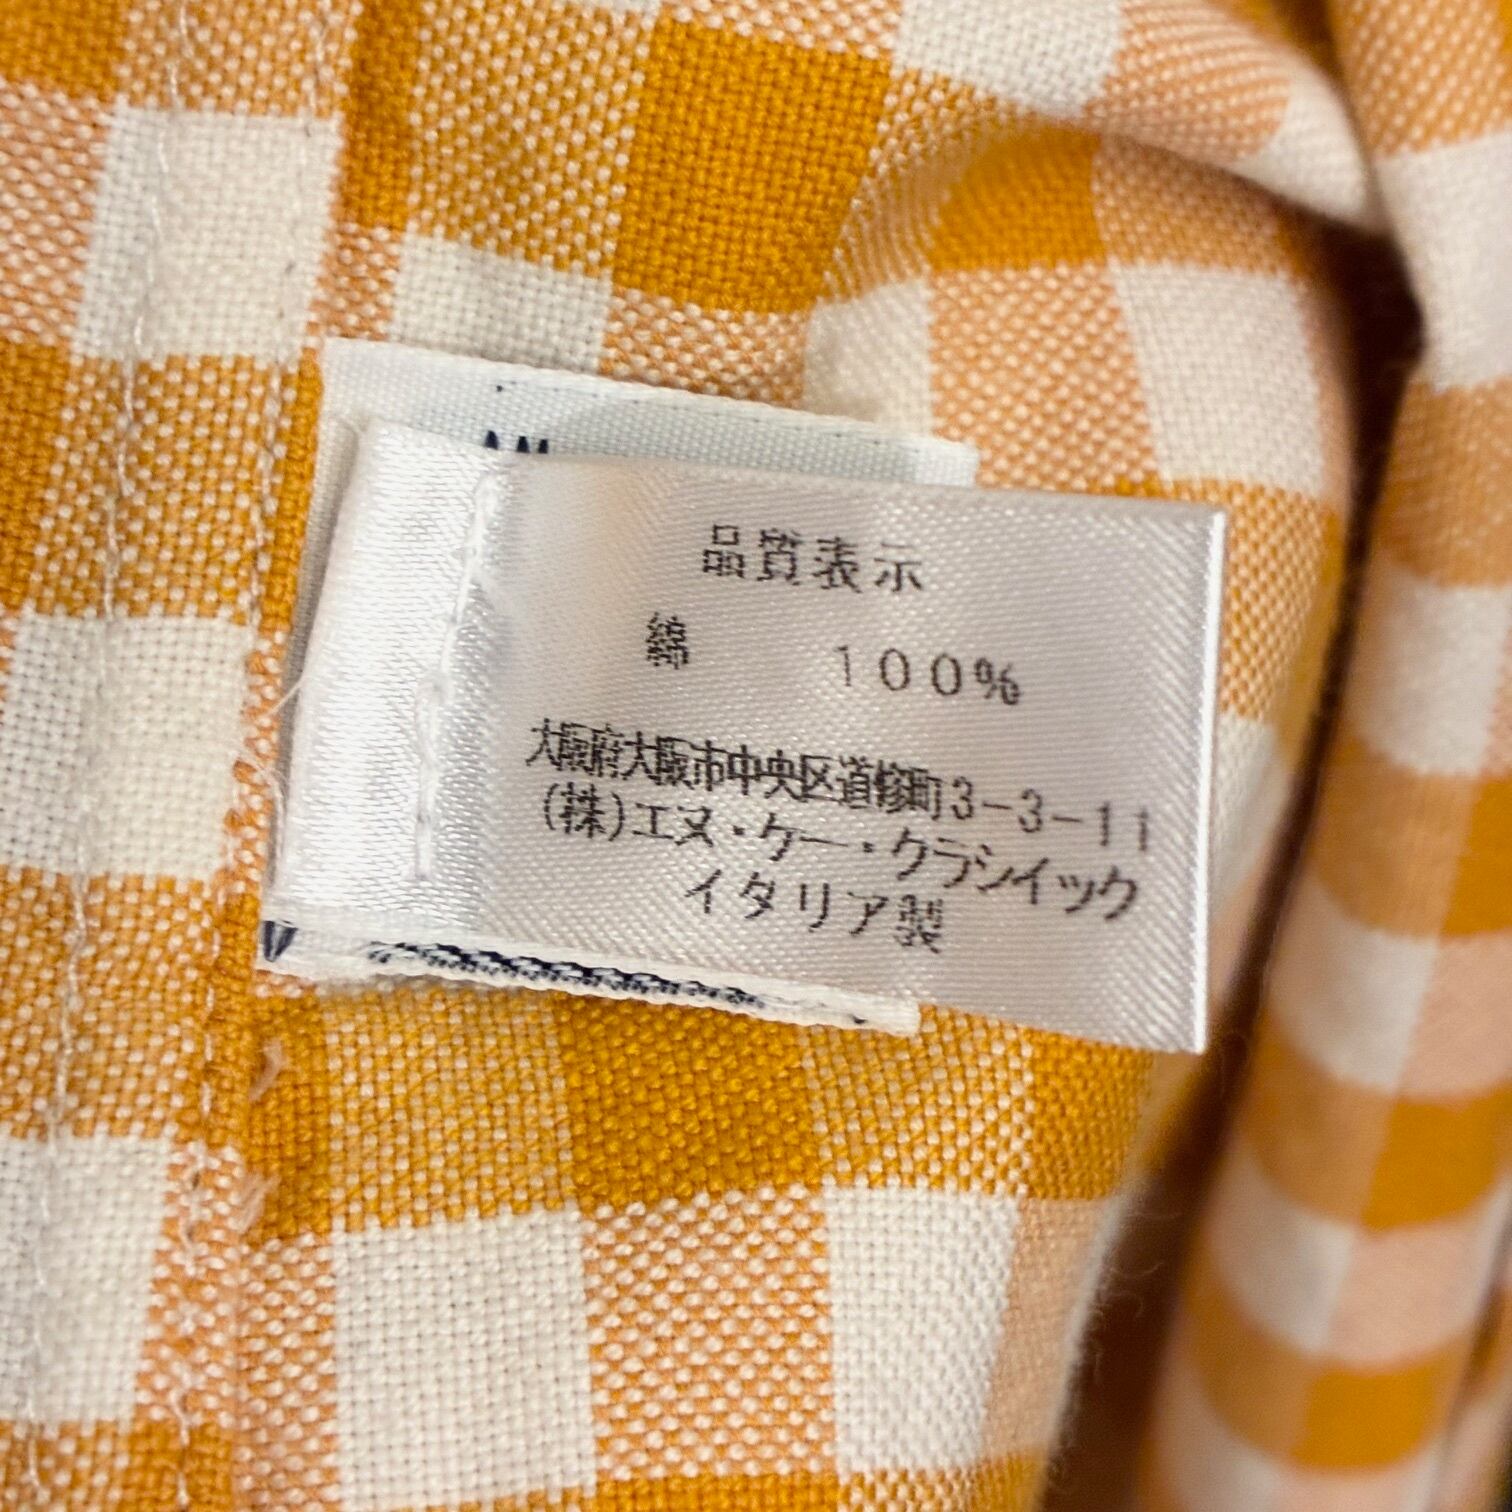 品質表示
綿 100%
大阪府大阪市中央区道修町3-3-11
(株)エヌ・ケー・クラシイック
イタリア製